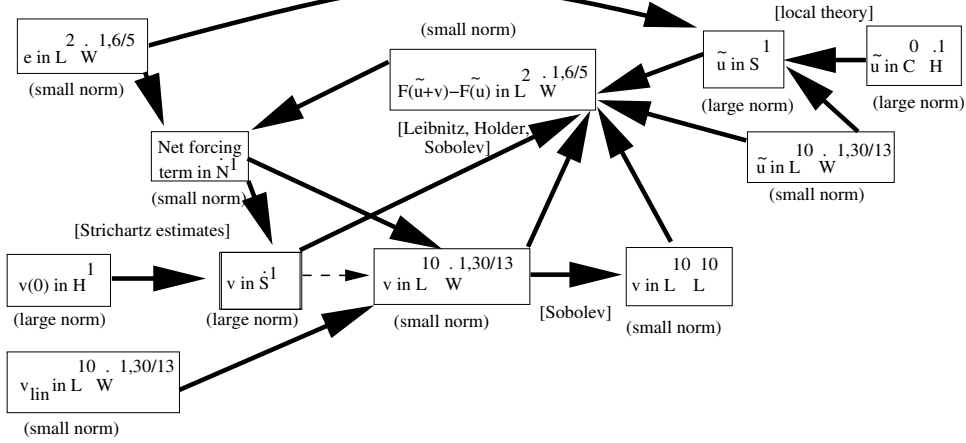 [local theory]
2 . 1,6/5
e in L W
(small norm)
(small norm)
2 . 1,6/5
F(ũ+v)−F(ũ) in L W
1
ũ in S
(large norm)
0 .1
ũ in C H
(large norm)
[Leibnitz, Holder,
Sobolev]
Net forcing
term in Ṅ1
(small norm)
10 . 1,30/13
ũ in L W
(small norm)
[Strichartz estimates]
1
v(0) in H
(large norm)
v in Ṡ1
(large norm)
10 . 1,30/13
v in L W
(small norm)
[Sobolev]
10 10
v in L L
(small norm)
10 . 1,30/13
vlin in L W
(small norm)